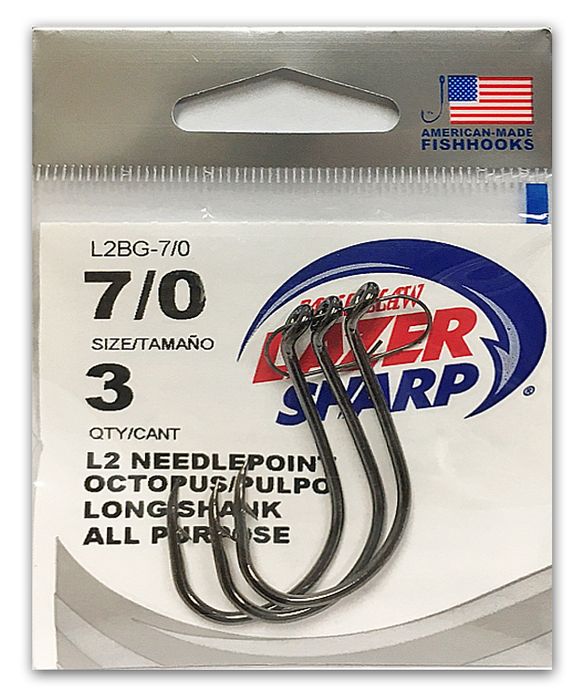 AMERICAN-MADE
FISHHOOKS
L2BG-7/0
7/0
SIZE/TAMAÑO
3
QTY/CANT
LAZER
SHARP
®
L2 NEEDLEPOINT
OCTOPUS/PULPO
LONG SHANK
ALL PURPOSE